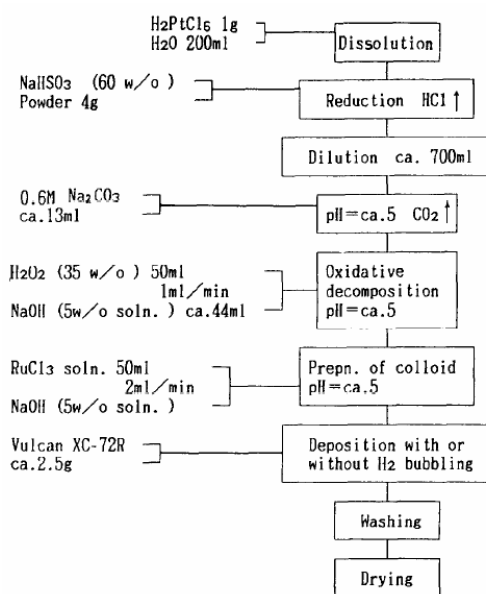 H2PtCl6 1g
H2O 200ml
Dissolution
NaHSO3 (60 w/o)
Powder 4g
Reduction HCl↑
Dilution ca. 700ml
0.6M Na2CO3
ca.13ml
pH=ca.5 CO2↑
H2O2 (35 w/o) 50ml
1ml/min
NaOH (5w/o soln.) ca.44ml
Oxidative
decomposition
pH=ca.5
RuCl3 soln. 50ml
2ml/min
NaOH (5w/o soln.)
Prepn. of colloid
pH=ca.5
Vulcan XC-72R
ca.2.5g
Deposition with or
without H2 bubbling
Washing
Drying